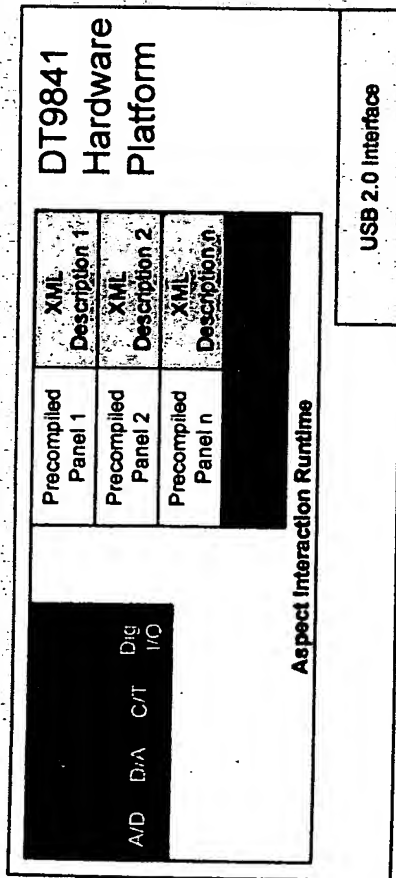 DT9841
Hardware
Platform
Precompiled
Panel 1
XML
Description 1
Precompiled
Panel 2
XML
Description 2
Precompiled
Panel n
XML
Description n
A/D D/A C/T Dig
I/O
Aspect Interaction Runtime
USB 2.0 Interface